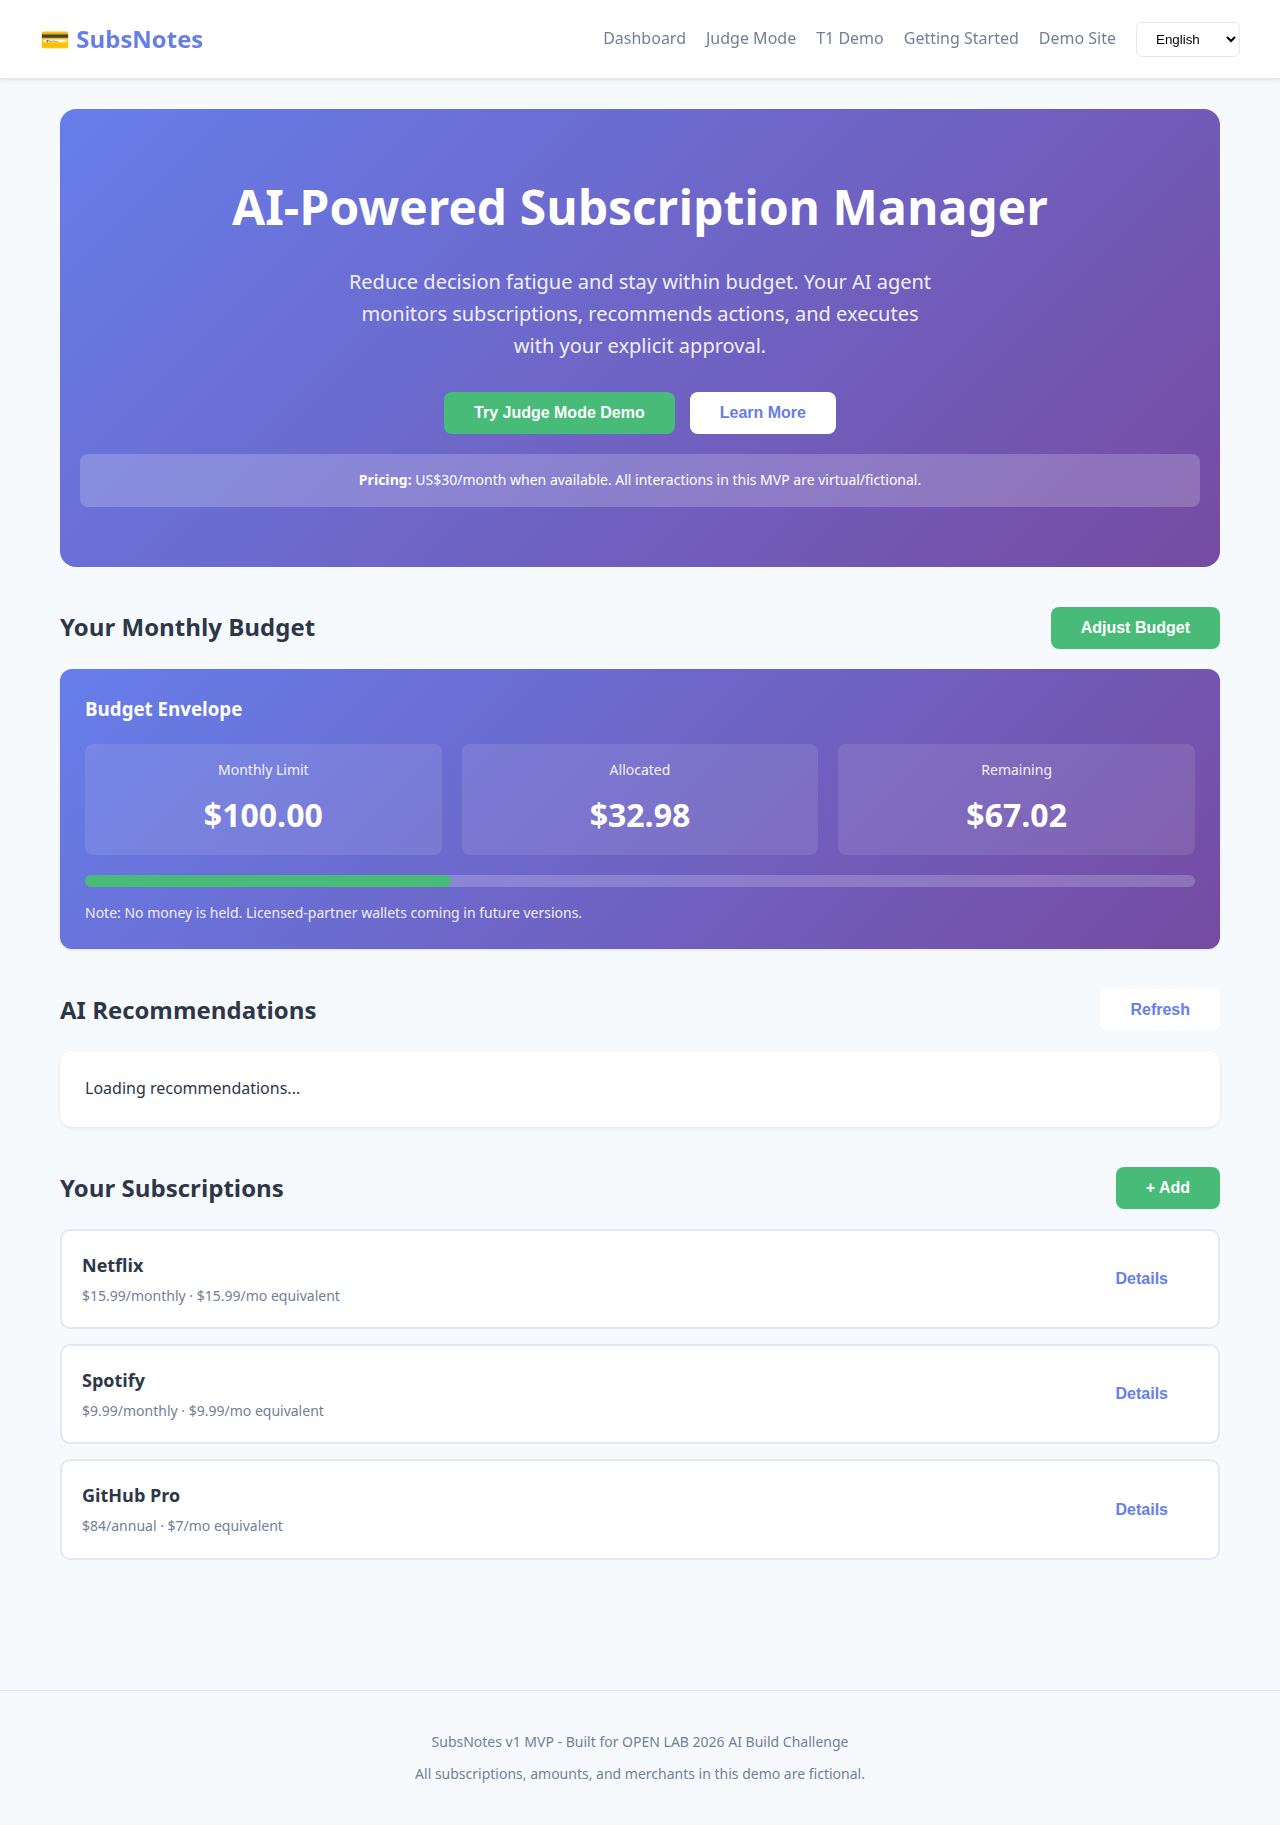 💳 SubsNotes
Dashboard
Judge Mode
T1 Demo
Getting Started
Demo Site
English
AI-Powered Subscription Manager
Reduce decision fatigue and stay within budget. Your AI agent
monitors subscriptions, recommends actions, and executes
with your explicit approval.
Try Judge Mode Demo
Learn More
Pricing: US$30/month when available. All interactions in this MVP are virtual/fictional.
Your Monthly Budget
Adjust Budget
Budget Envelope
Monthly Limit
$100.00
Allocated
$32.98
Remaining
$67.02
Note: No money is held. Licensed-partner wallets coming in future versions.
AI Recommendations
Refresh
Loading recommendations...
Your Subscriptions
+ Add
Netflix
$15.99/monthly · $15.99/mo equivalent
Details
Spotify
$9.99/monthly · $9.99/mo equivalent
Details
GitHub Pro
$84/annual · $7/mo equivalent
Details
SubsNotes v1 MVP - Built for OPEN LAB 2026 AI Build Challenge
All subscriptions, amounts, and merchants in this demo are fictional.